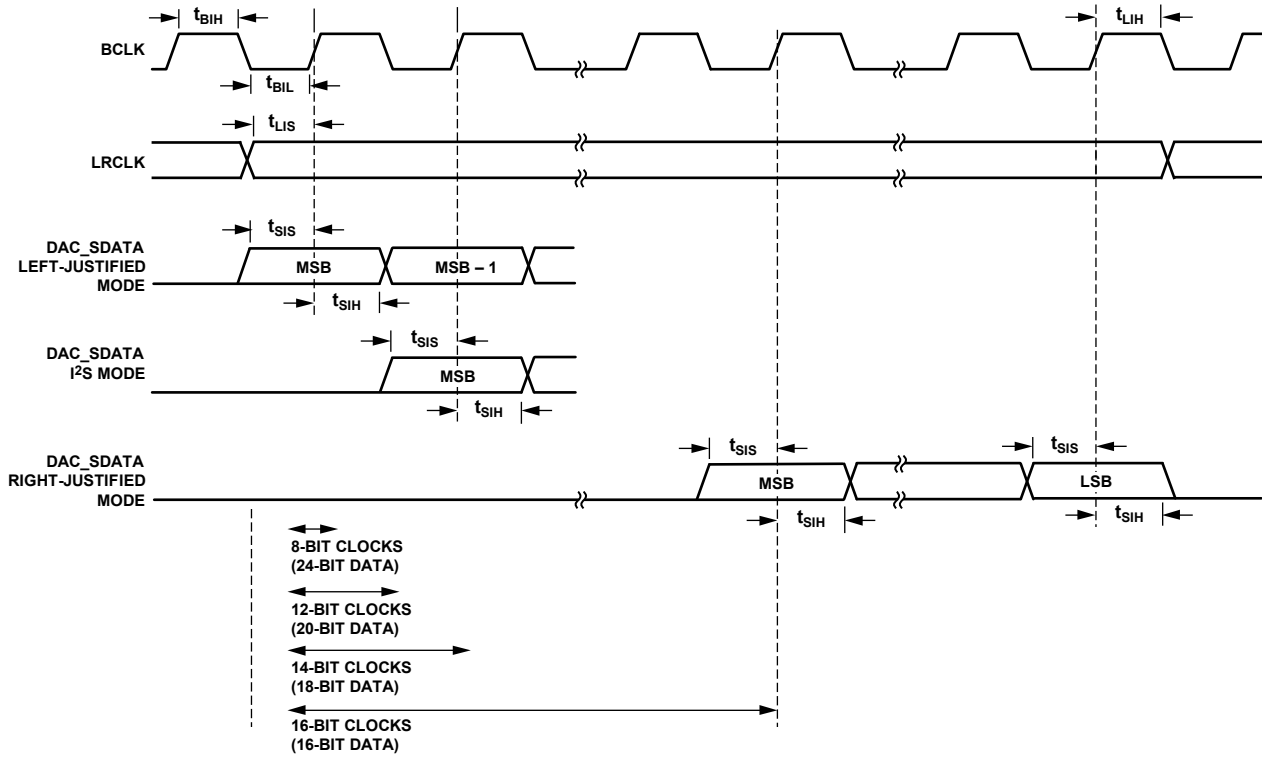 tBIH
tLIH
BCLK
tBIL
tLIS
LRCLK
tSIS
DAC_SDATA
LEFT-JUSTIFIED
MODE
MSB
MSB – 1
tSIH
tSIS
DAC_SDATA
I2S MODE
MSB
tSIH
DAC_SDATA
RIGHT-JUSTIFIED
MODE
tSIS
tSIS
MSB
LSB
tSIH
tSIH
8-BIT CLOCKS
(24-BIT DATA)
12-BIT CLOCKS
(20-BIT DATA)
14-BIT CLOCKS
(18-BIT DATA)
16-BIT CLOCKS
(16-BIT DATA)